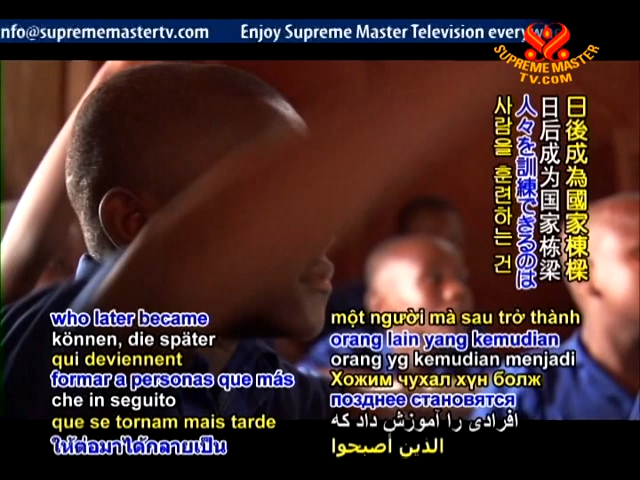 nfo@suprememastertv.com Enjoy Supreme Master Television everywher
SUPREME MASTER
TV.COM
日後成為國家棟樑
日后成为国家栋梁
人々を訓練できるのは
사람을 훈련하는 건
who later became
können, die später
qui deviennent
formar a personas que más
che in seguito
que se tornam mais tarde
ให้ต่อมาได้กลายเป็น
một người mà sau trở thành
orang lain yang kemudian
orang yg kemudian menjadi
Хожим чухал хүн болж
позднее становятся
افرادی را آموزش داد که
الذين أصبحوا